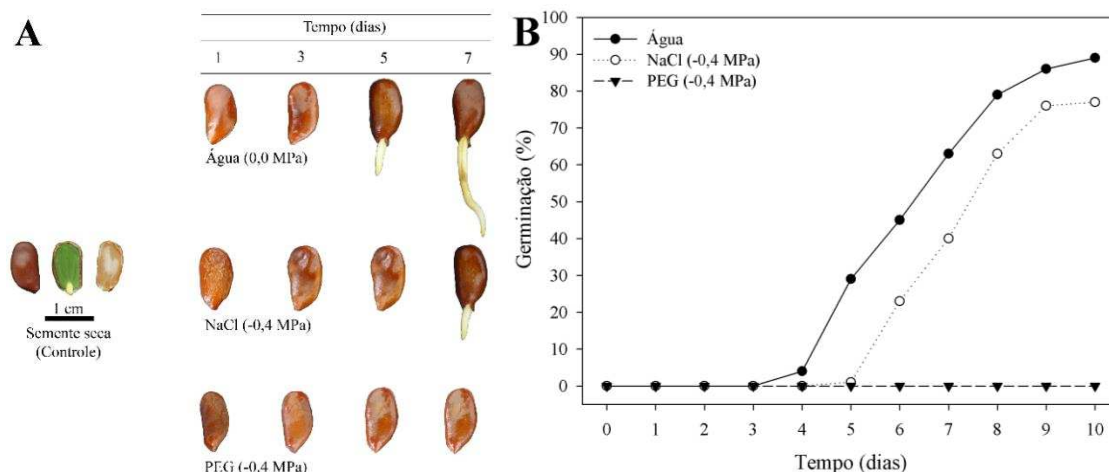 A
Tempo (dias)
1 3 5 7
Água (0,0 MPa)
NaCl (-0,4 MPa)
PEG (-0,4 MPa)
1 cm
Semente seca
(Controle)
B
Água
NaCl (-0,4 MPa)
PEG (-0,4 MPa)
Germinação (%)
100
90
80
70
60
50
40
30
20
10
0
0 1 2 3 4 5 6 7 8 9 10
Tempo (dias)